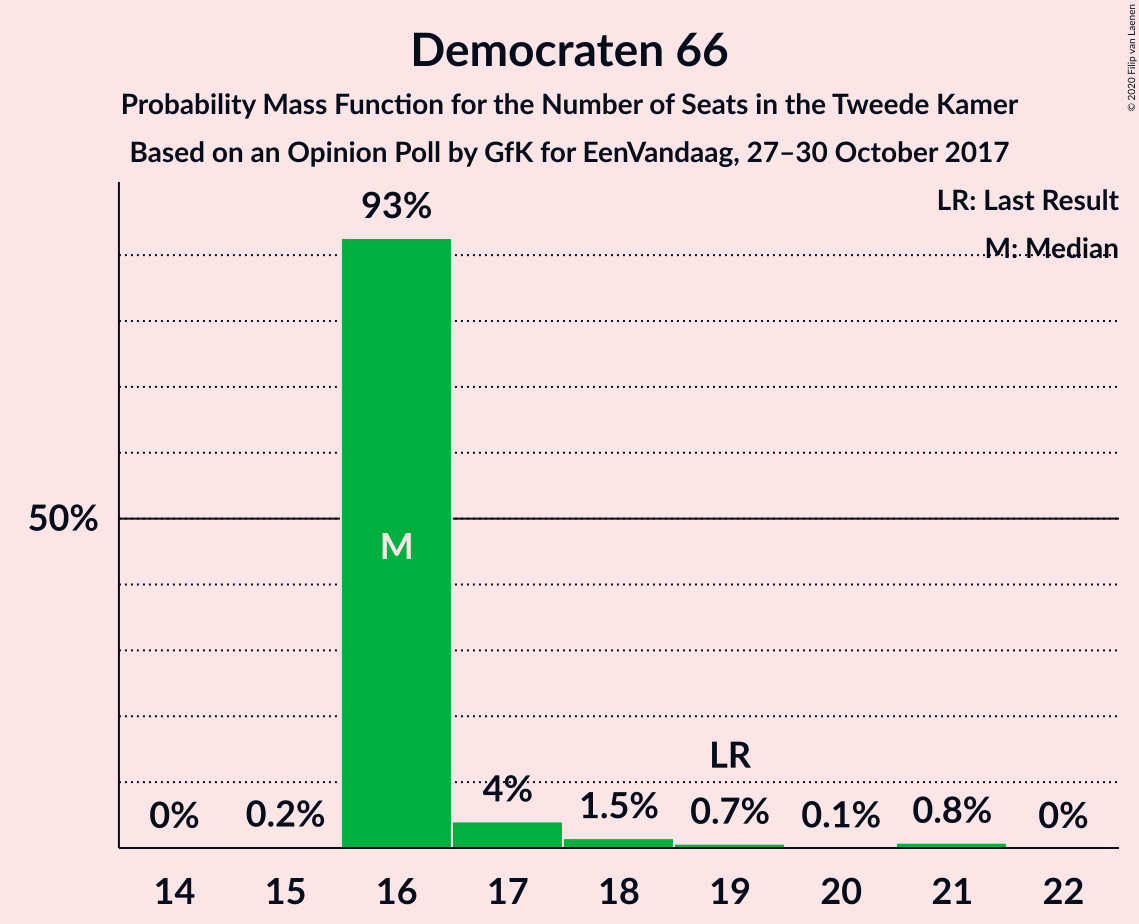 Democraten 66
Probability Mass Function for the Number of Seats in the Tweede Kamer
Based on an Opinion Poll by GfK for EenVandaag, 27–30 October 2017
© 2020 Filip van Laenen
LR: Last Result
M: Median
93%
50%
M
LR
0% 0.2% 4% 1.5% 0.7% 0.1% 0.8% 0%
14 15 16 17 18 19 20 21 22